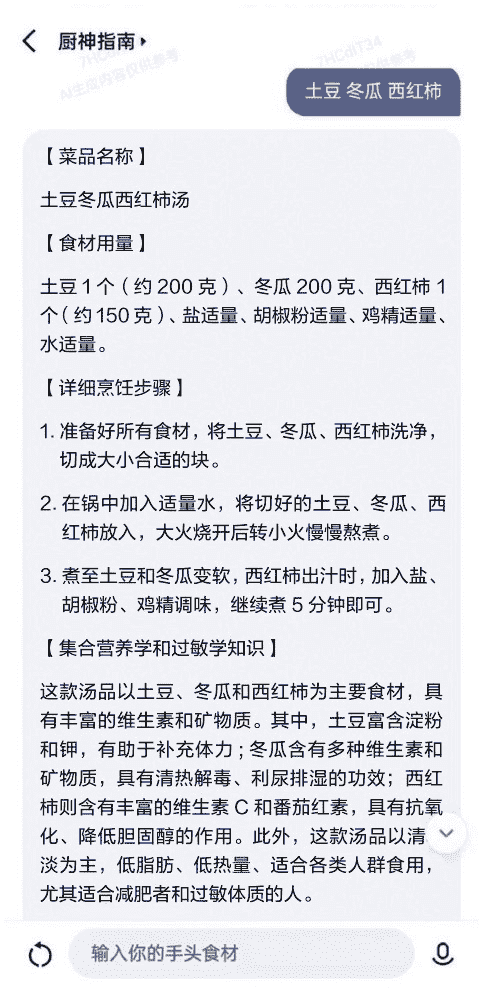 厨神指南
7HCdIT34
AI生成内容仅供参考
土豆 冬瓜 西红柿
【菜品名称】
土豆冬瓜西红柿汤
【食材用量】
土豆1个（约200克）、冬瓜200克、西红柿1
个（约150克）、盐适量、胡椒粉适量、鸡精适量、
水适量。
【详细烹饪步骤】
1. 准备好所有食材，将土豆、冬瓜、西红柿洗净，
切成大小合适的块。
2. 在锅中加入适量水，将切好的土豆、冬瓜、西
红柿放入，大火烧开后转小火慢慢熬煮。
3. 煮至土豆和冬瓜变软，西红柿出汁时，加入盐、
胡椒粉、鸡精调味，继续煮5分钟即可。
【集合营养学和过敏学知识】
这款汤品以土豆、冬瓜和西红柿为主要食材，具
有丰富的维生素和矿物质。其中，土豆富含淀粉
和钾，有助于补充体力；冬瓜含有多种维生素和
矿物质，具有清热解毒、利尿排湿的功效；西红
柿则含有丰富的维生素C和番茄红素，具有抗氧
化、降低胆固醇的作用。此外，这款汤品以清
淡为主，低脂肪、低热量、适合各类人群食用，
尤其适合减肥者和过敏体质的人。
输入你的手头食材